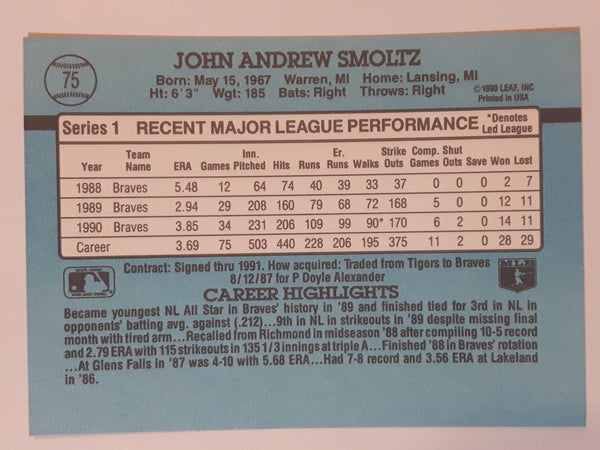 75
JOHN ANDREW SMOLTZ
Born: May 15, 1967 Warren, MI Home: Lansing, MI
Ht: 6'3" Wgt: 185 Bats: Right Throws: Right
©1990 LEAF, INC
Printed in USA
Series 1 RECENT MAJOR LEAGUE PERFORMANCE *Denotes Led League
Year Team Name ERA Games Inn. Pitched Hits Runs Er. Runs Walks Strike Outs Comp. Games Shut Outs Save Won Lost
1988 Braves 5.48 12 64 74 40 39 33 37 0 0 0 2 7
1989 Braves 2.94 29 208 160 79 68 72 168 5 0 0 12 11
1990 Braves 3.85 34 231 206 109 99 90* 170 6 2 0 14 11
Career 3.69 75 503 440 228 206 195 375 11 2 0 28 29
Contract: Signed thru 1991. How acquired: Traded from Tigers to Braves
8/12/87 for P Doyle Alexander
MLB
CAREER HIGHLIGHTS
Became youngest NL All Star in Braves' history in '89 and finished tied for 3rd in NL in
opponents' batting avg. against (.212)...9th in NL in strikeouts in '89 despite missing final
month with tired arm...Recalled from Richmond in midseason '88 after compiling 10-5 record
and 2.79 ERA with 115 strikeouts in 135 1/3 innings at triple A...Finished '88 in Braves' rotation
...At Glens Falls in '87 was 4-10 with 5.68 ERA...Had 7-8 record and 3.56 ERA at Lakeland
in '86.